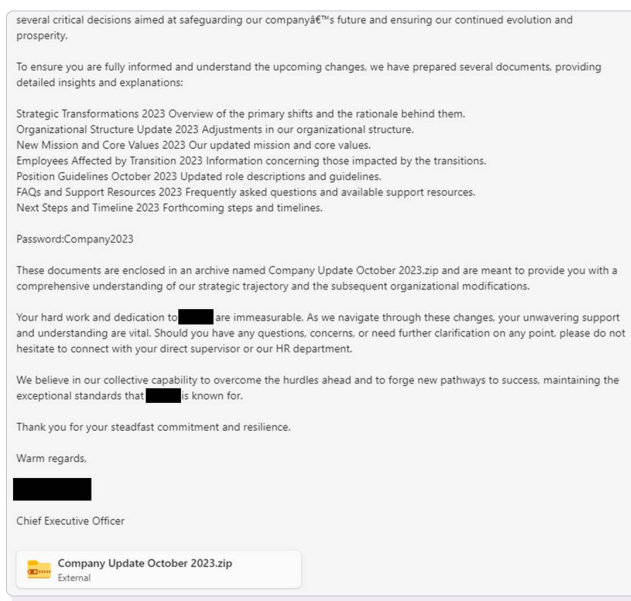 several critical decisions aimed at safeguarding our companyâ€™s future and ensuring our continued evolution and
prosperity.
To ensure you are fully informed and understand the upcoming changes, we have prepared several documents, providing
detailed insights and explanations:
Strategic Transformations 2023 Overview of the primary shifts and the rationale behind them.
Organizational Structure Update 2023 Adjustments in our organizational structure.
New Mission and Core Values 2023 Our updated mission and core values.
Employees Affected by Transition 2023 Information concerning those impacted by the transitions.
Position Guidelines October 2023 Updated role descriptions and guidelines.
FAQs and Support Resources 2023 Frequently asked questions and available support resources.
Next Steps and Timeline 2023 Forthcoming steps and timelines.
Password:Company2023
These documents are enclosed in an archive named Company Update October 2023.zip and are meant to provide you with a
comprehensive understanding of our strategic trajectory and the subsequent organizational modifications.
Your hard work and dedication to are immeasurable. As we navigate through these changes, your unwavering support
and understanding are vital. Should you have any questions, concerns, or need further clarification on any point, please do not
hesitate to connect with your direct supervisor or our HR department.
We believe in our collective capability to overcome the hurdles ahead and to forge new pathways to success, maintaining the
exceptional standards that is known for.
Thank you for your steadfast commitment and resilience.
Warm regards,
Chief Executive Officer
Company Update October 2023.zip
External